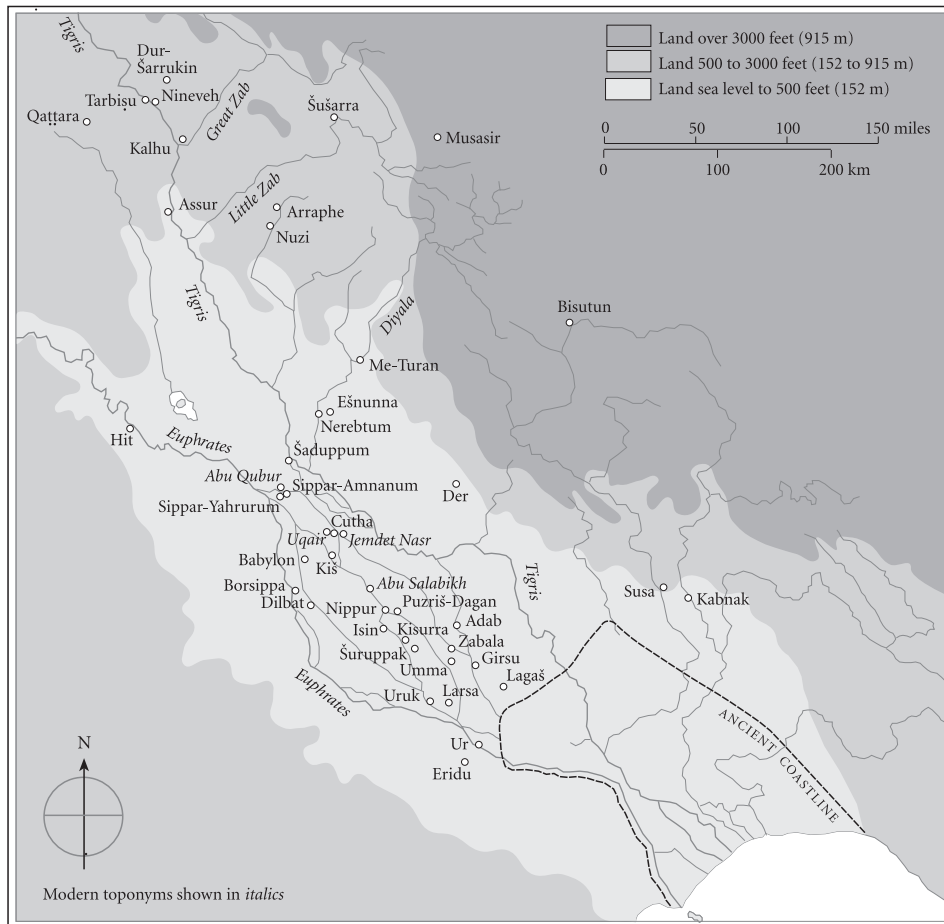 Tigris
Dur-
Šarrukin
Tarbiṣu
Nineveh
Great Zab
Šušarra
Qaṭṭara
Kalhu
Musasir
Land over 3000 feet (915 m)
Land 500 to 3000 feet (152 to 915 m)
Land sea level to 500 feet (152 m)
0 50 100 150 miles
0 100 200 km
Assur
Little Zab
Arraphe
Nuzi
Tigris
Diyala
Bisutun
Me-Turan
Ešnunna
Nerebtum
Hit
Euphrates
Šaduppum
Abu Qubur
Sippar-Amnanum
Sippar-Yahrurum
Der
Cutha
Uqair
Jemdet Nasr
Babylon
Kiš
Borsippa
Abu Salabikh
Dilbat
Nippur
Puzriš-Dagan
Tigris
Susa
Kabnak
Isin
Kisurra
Adab
Zabala
Šuruppak
Girsu
Umma
Lagaš
Euphrates
Uruk
Larsa
Ur
Eridu
ANCIENT COASTLINE
N
Modern toponyms shown in italics